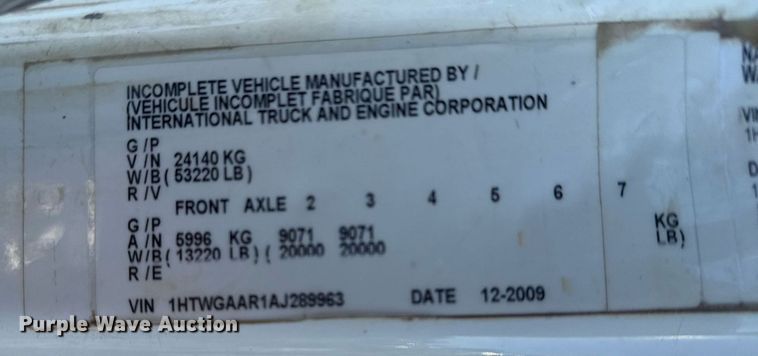 INCOMPLETE VEHICLE MANUFACTURED BY /
(VEHICULE INCOMPLET FABRIQUE PAR)
INTERNATIONAL TRUCK AND ENGINE CORPORATION
G /P
V /N 24140 KG
W/B ( 53220 LB)
R /V
FRONT AXLE 2 3 4 5 6 7
G /P
A /N 5996 KG 9071 9071 KG
W/B ( 13220 LB ) ( 20000 20000 LB )
R /E
VIN 1HTWGAAR1AJ289963 DATE 12-2009
Purple Wave Auction